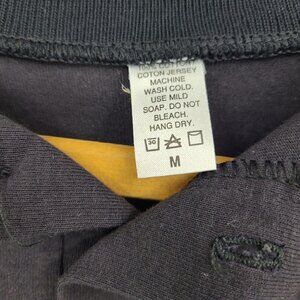 COTON JERSEY
MACHINE
WASH COLD.
USE MILD
SOAP. DO NOT
BLEACH.
HANG DRY.
30
M